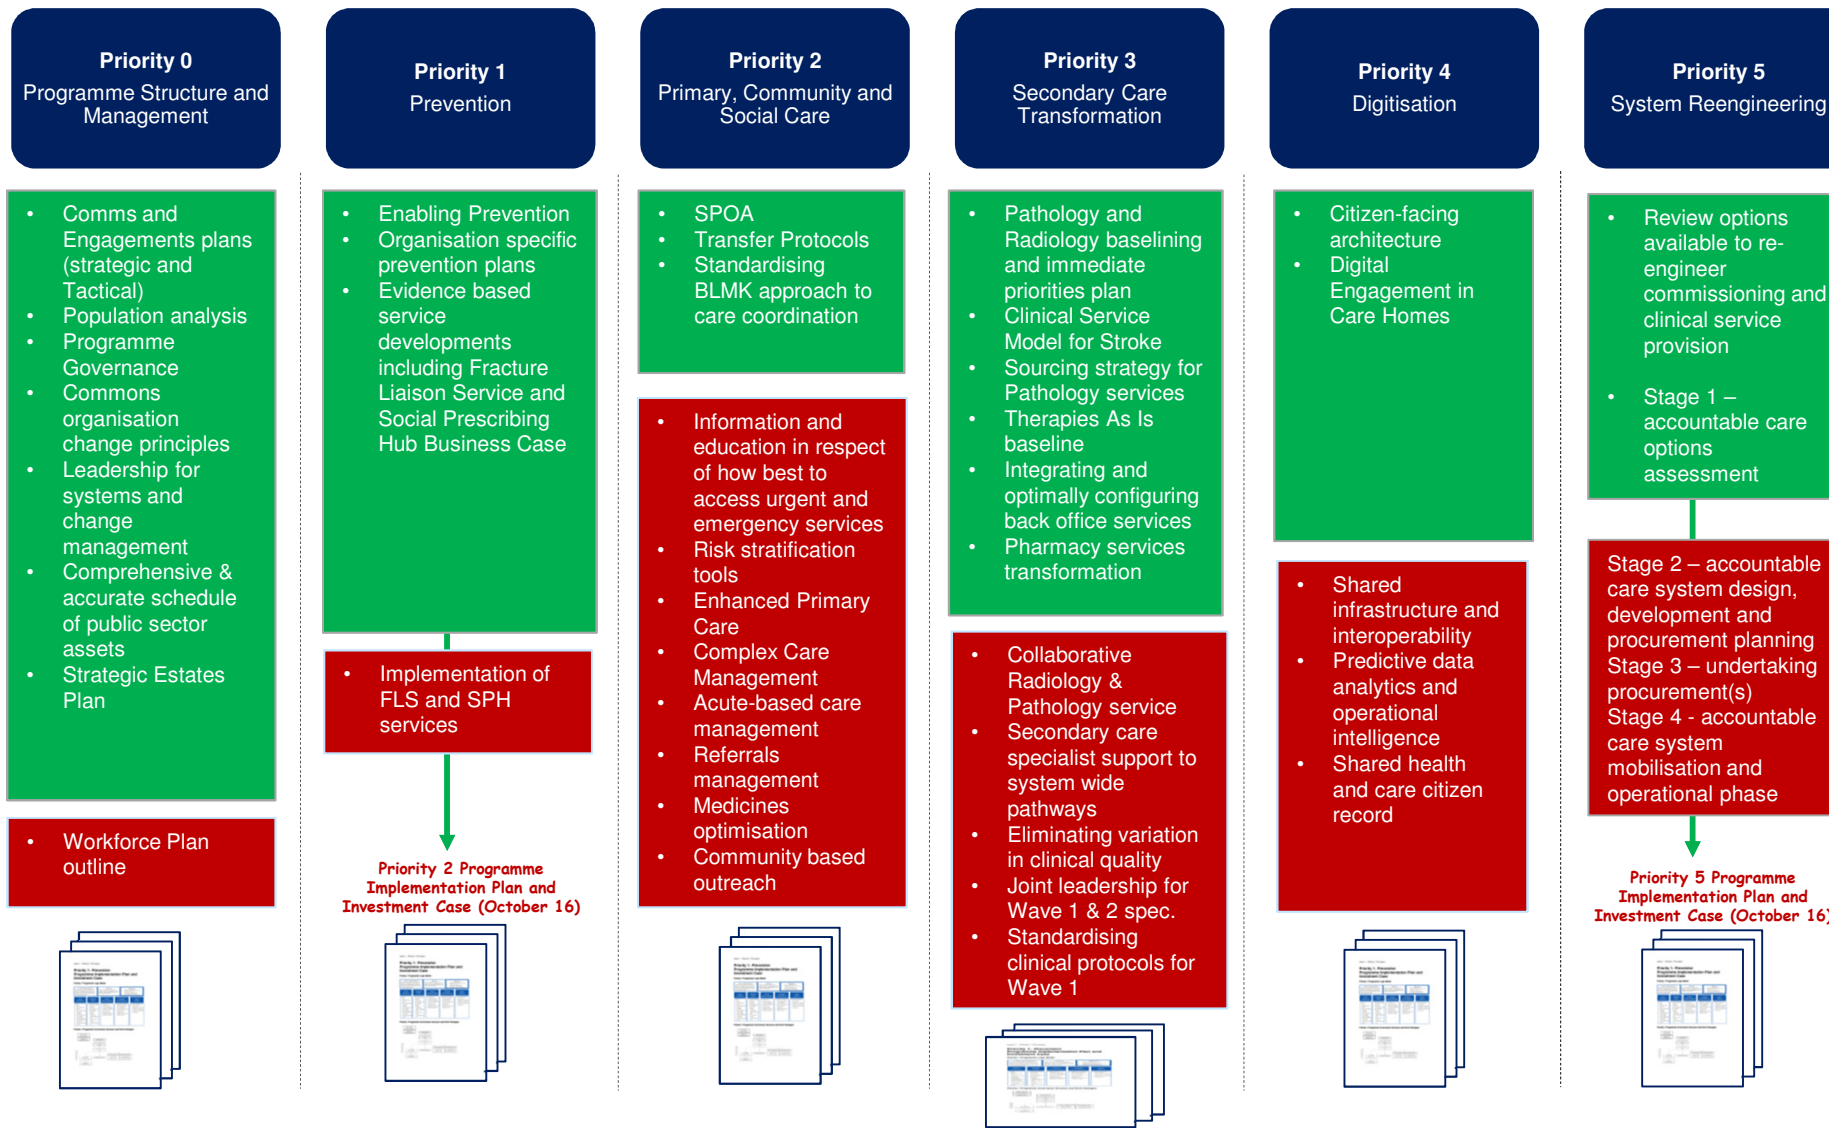 Priority 0
Programme Structure and
Management
Priority 1
Prevention
Priority 2
Primary, Community and
Social Care
Priority 3
Secondary Care
Transformation
Priority 4
Digitisation
Priority 5
System Reengineering
• Comms and
Engagements plans
(strategic and
Tactical)
• Population analysis
• Programme
Governance
• Commons
organisation
change principles
• Leadership for
systems and
change
management
• Comprehensive &
accurate schedule
of public sector
assets
• Strategic Estates
Plan
• Workforce Plan
outline
• Enabling Prevention
• Organisation specific
prevention plans
• Evidence based
service
developments
including Fracture
Liaison Service and
Social Prescribing
Hub Business Case
• Implementation of
FLS and SPH
services
Priority 2 Programme
Implementation Plan and
Investment Case (October 16)
• SPOA
• Transfer Protocols
• Standardising
BLMK approach to
care coordination
• Information and
education in respect
of how best to
access urgent and
emergency services
• Risk stratification
tools
• Enhanced Primary
Care
• Complex Care
Management
• Acute-based care
management
• Referrals
management
• Medicines
optimisation
• Community based
outreach
• Pathology and
Radiology baselining
and immediate
priorities plan
• Clinical Service
Model for Stroke
• Sourcing strategy for
Pathology services
• Therapies As Is
baseline
• Integrating and
optimally configuring
back office services
• Pharmacy services
transformation
• Collaborative
Radiology &
Pathology service
• Secondary care
specialist support to
system wide
pathways
• Eliminating variation
in clinical quality
• Joint leadership for
Wave 1 & 2 spec.
• Standardising
clinical protocols for
Wave 1
• Citizen-facing
architecture
• Digital
Engagement in
Care Homes
• Shared
infrastructure and
interoperability
• Predictive data
analytics and
operational
intelligence
• Shared health
and care citizen
record
• Review options
available to re-
engineer
commissioning and
clinical service
provision
• Stage 1 –
accountable care
options
assessment
Stage 2 – accountable
care system design,
development and
procurement planning
Stage 3 – undertaking
procurement(s)
Stage 4 - accountable
care system
mobilisation and
operational phase
Priority 5 Programme
Implementation Plan and
Investment Case (October 16)